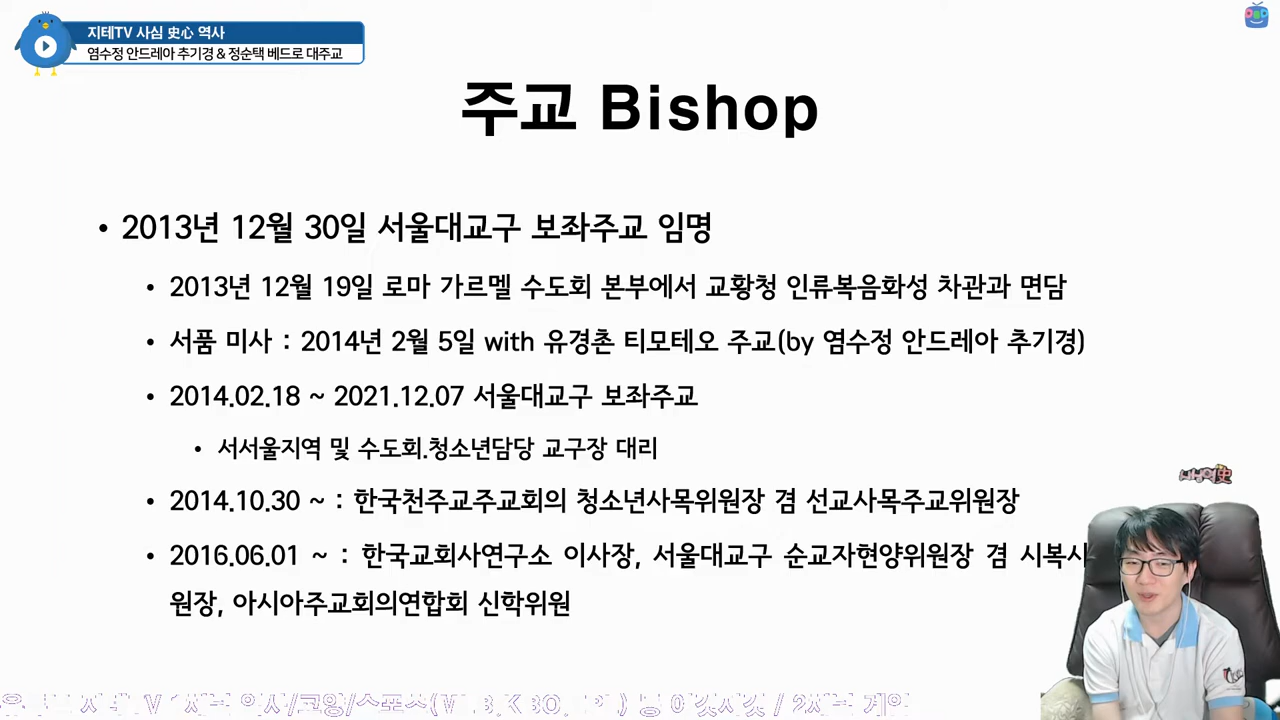 지테TV 사심 史心 역사
염수정 안드레아 추기경 & 정순택 베드로 대주교
주교 Bishop
• 2013년 12월 30일 서울대교구 보좌주교 임명
• 2013년 12월 19일 로마 가르멜 수도회 본부에서 교황청 인류복음화성 차관과 면담
• 서품 미사 : 2014년 2월 5일 with 유경촌 티모테오 주교(by 염수정 안드레아 추기경)
• 2014.02.18 ~ 2021.12.07 서울대교구 보좌주교
• 서서울지역 및 수도회.청소년담당 교구장 대리
• 2014.10.30 ~ : 한국천주교주교회의 청소년사목위원장 겸 선교사목주교위원장
• 2016.06.01 ~ : 한국교회사연구소 이사장, 서울대교구 순교자현양위원장 겸 시복시
원장, 아시아주교회의연합회 신학위원